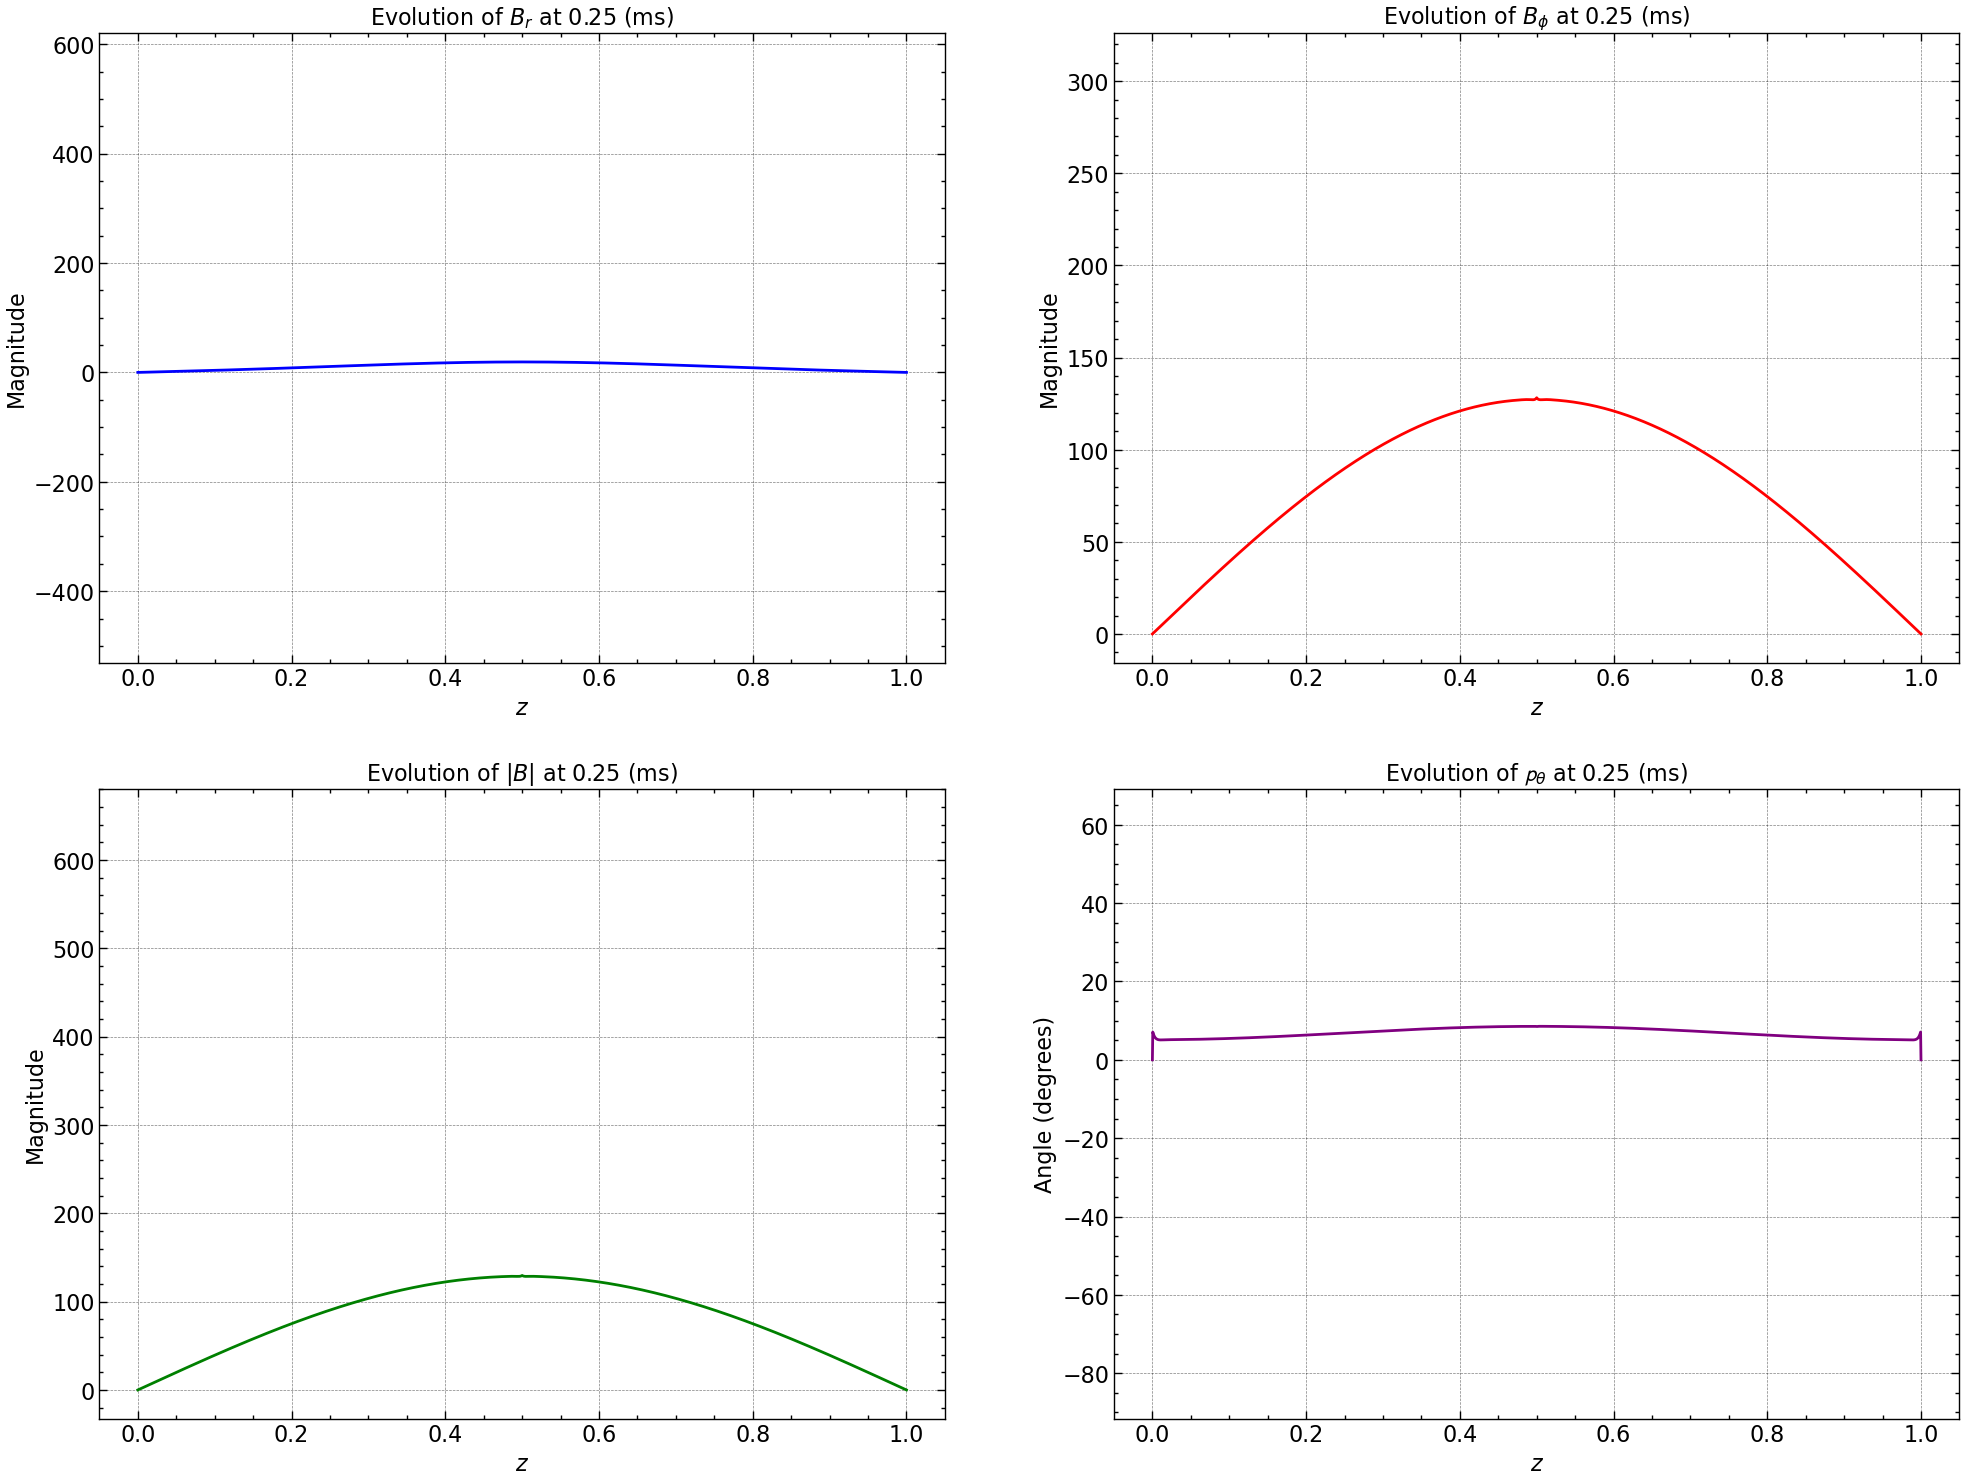 Evolution of $B_r$ at 0.25 (ms)
600
400
200
0
−200
−400
Magnitude
0.0 0.2 0.4 0.6 0.8 1.0
z
Evolution of $B_\phi$ at 0.25 (ms)
300
250
200
150
100
50
0
Magnitude
0.0 0.2 0.4 0.6 0.8 1.0
z
Evolution of |B| at 0.25 (ms)
600
500
400
300
200
100
0
Magnitude
0.0 0.2 0.4 0.6 0.8 1.0
z
Evolution of $p_\theta$ at 0.25 (ms)
60
40
20
0
−20
−40
−60
−80
Angle (degrees)
0.0 0.2 0.4 0.6 0.8 1.0
z